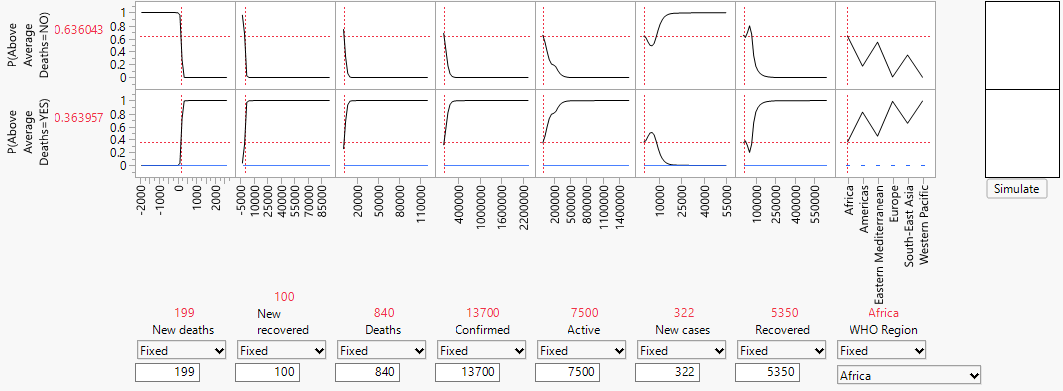 P(Above
Average
Deaths=NO)
0.636043
1
0.8
0.6
0.4
0.2
0
P(Above
Average
Deaths=YES)
0.363957
1
0.8
0.6
0.4
0.2
0
-2000
0
1000
2000
-5000
10000
25000
40000
55000
70000
85000
20000
50000
80000
110000
400000
1000000
1600000
2200000
200000
500000
800000
1100000
1400000
10000
25000
40000
55000
100000
250000
400000
550000
Africa
Americas
Eastern Mediterranean
Europe
South-East Asia
Western Pacific
Simulate
199 100 840 13700 7500 322 5350 Africa
New deaths New recovered Deaths Confirmed Active New cases Recovered WHO Region
Fixed Fixed Fixed Fixed Fixed Fixed Fixed Fixed
199 100 840 13700 7500 322 5350 Africa